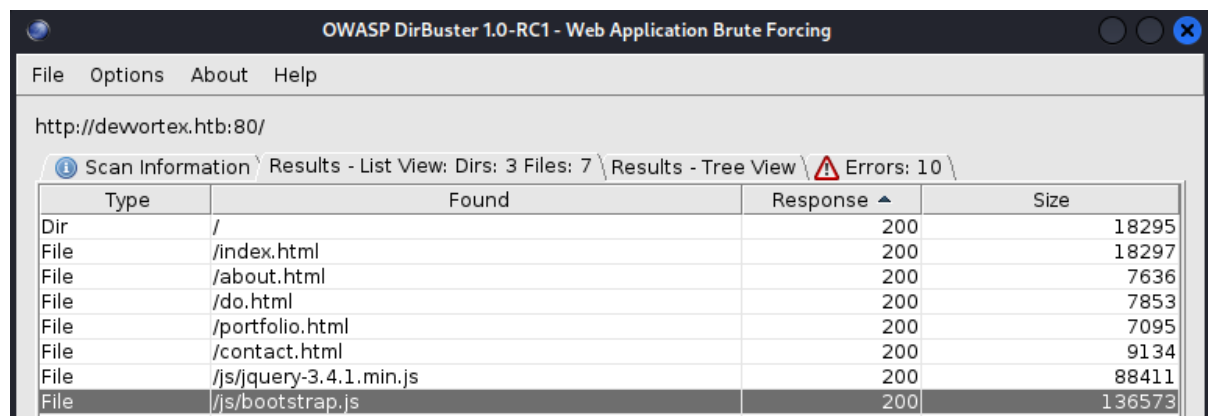 OWASP DirBuster 1.0-RC1 - Web Application Brute Forcing
File Options About Help
http://devvortex.htb:80/
Scan Information Results - List View: Dirs: 3 Files: 7 Results - Tree View Errors: 10
Type Found Response Size
Dir / 200 18295
File /index.html 200 18297
File /about.html 200 7636
File /do.html 200 7853
File /portfolio.html 200 7095
File /contact.html 200 9134
File /js/jquery-3.4.1.min.js 200 88411
File /js/bootstrap.js 200 136573